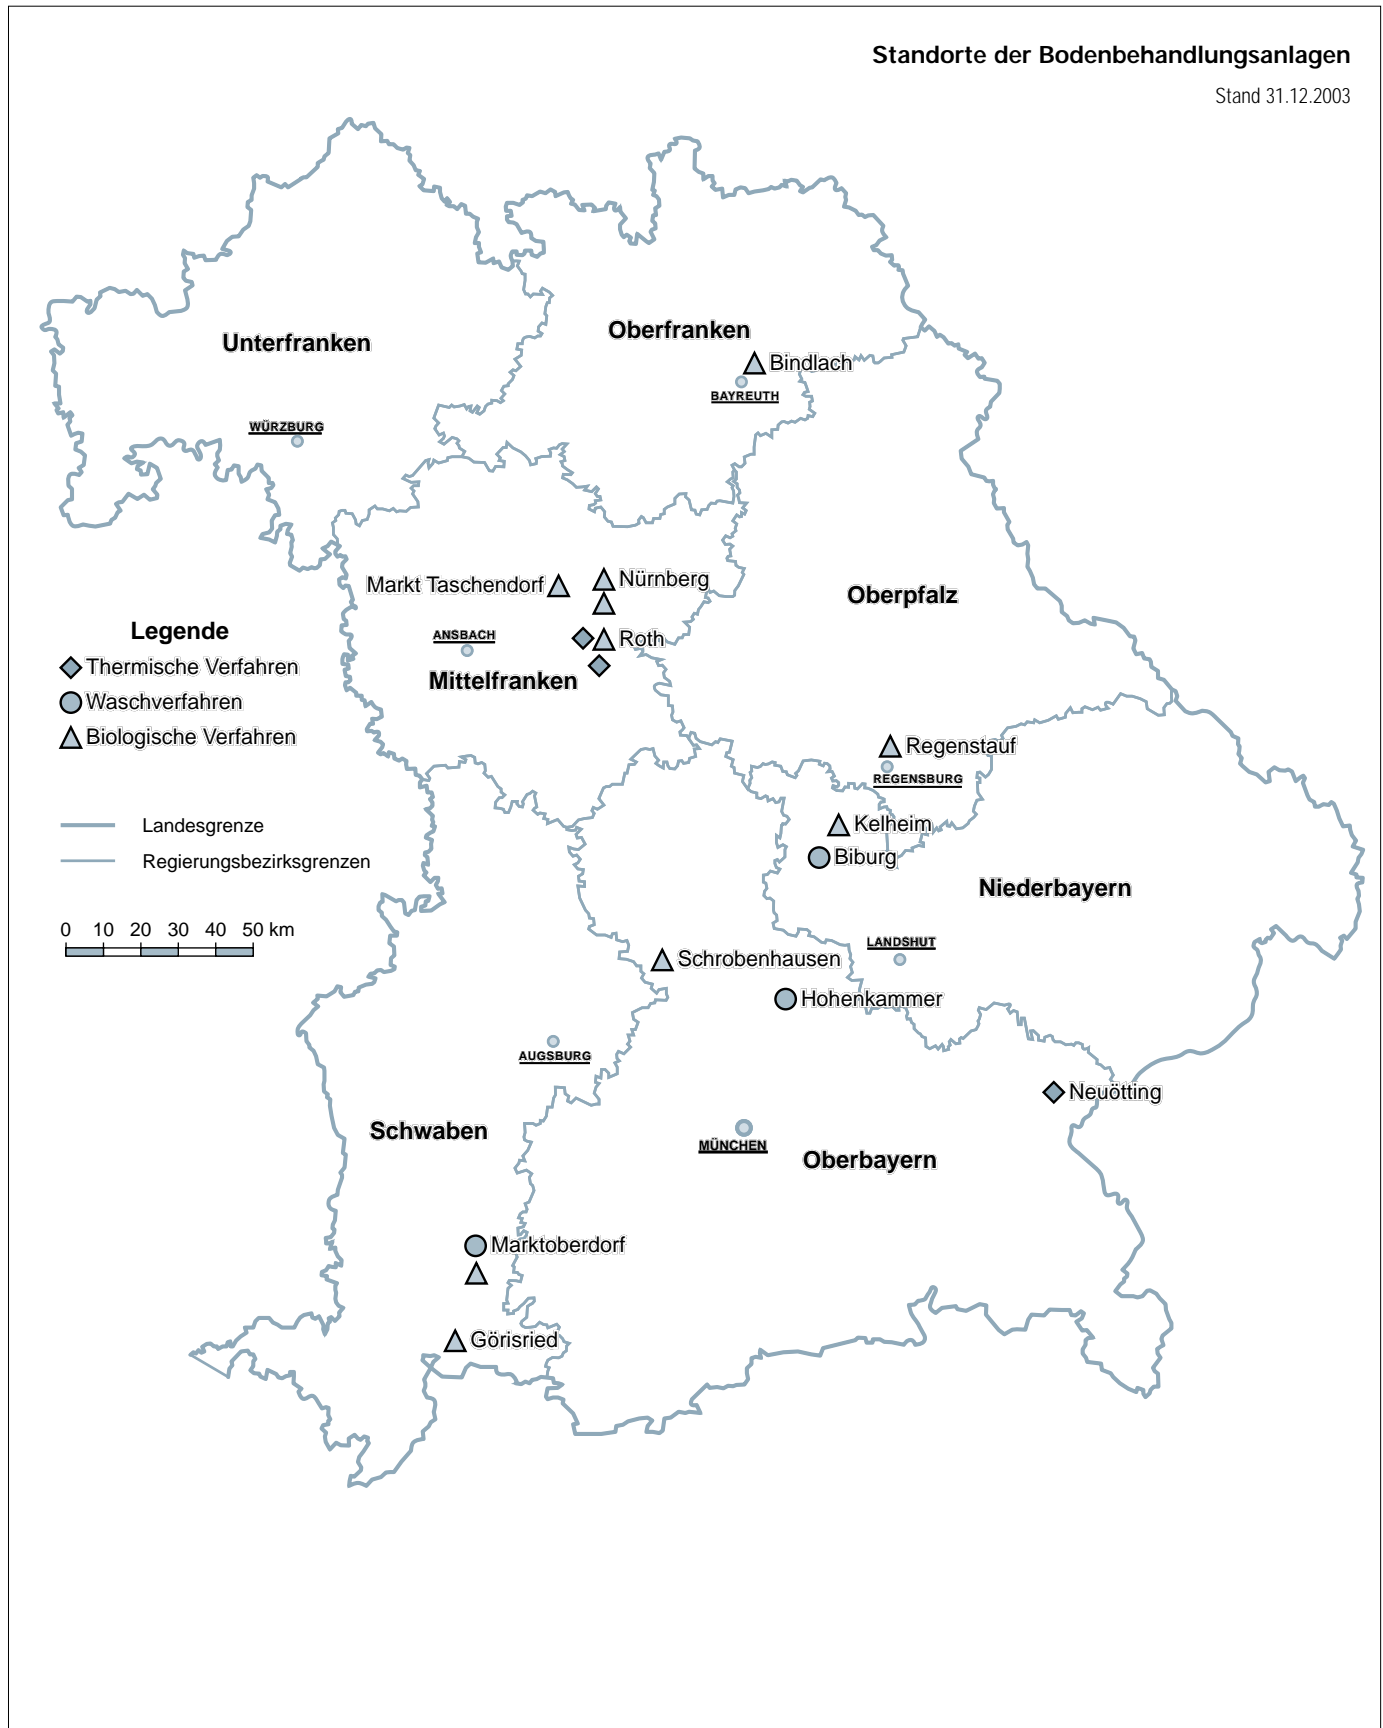 Standorte der Bodenbehandlungsanlagen
Stand 31.12.2003
Unterfranken
Oberfranken
Bindlach
BAYREUTH
WÜRZBURG
Markt Taschendorf
Nürnberg
Oberpfalz
ANSBACH
Roth
Mittelfranken
Legende
Thermische Verfahren
Waschverfahren
Biologische Verfahren
Landesgrenze
Regierungsbezirksgrenzen
0 10 20 30 40 50 km
Regenstauf
REGENSBURG
Kelheim
Biburg
Niederbayern
LANDSHUT
Schrobenhausen
Hohenkammer
AUGSBURG
Neuötting
Schwaben
MÜNCHEN
Oberbayern
Marktoberdorf
Görisried